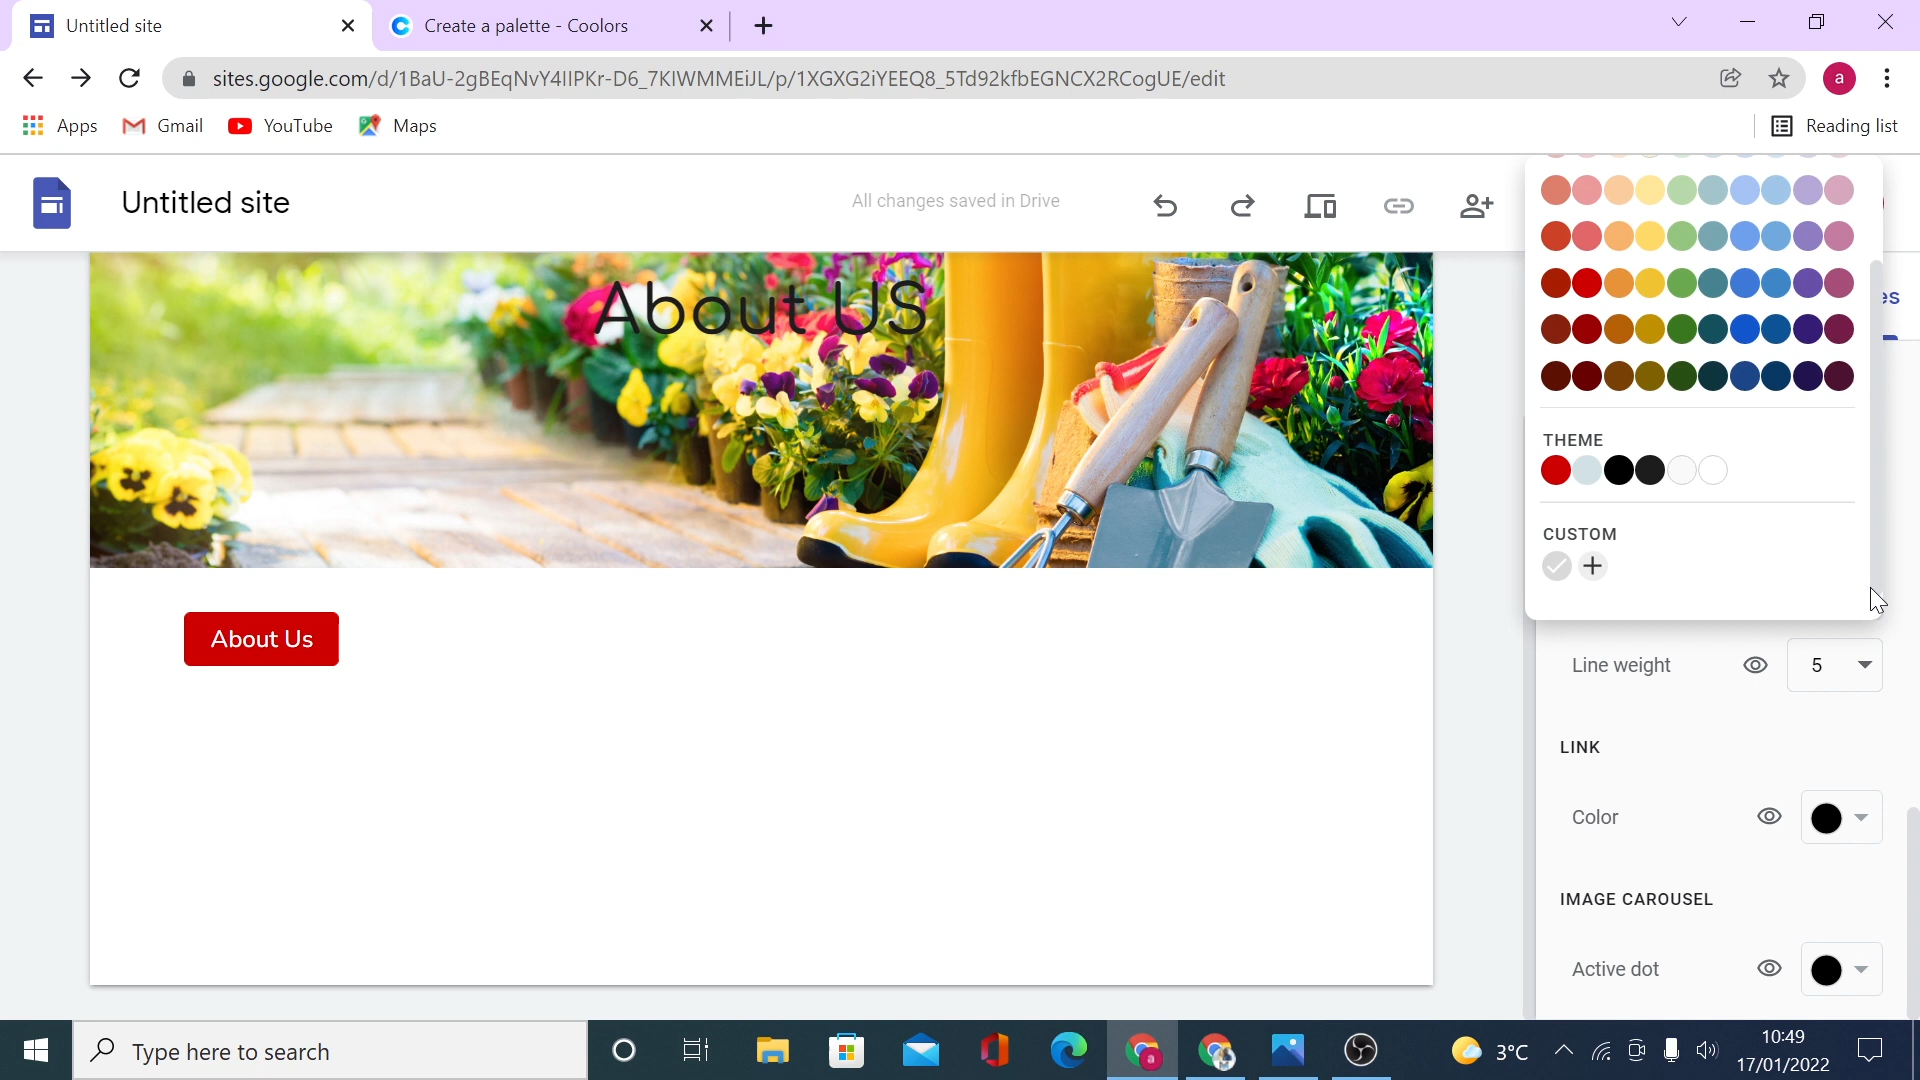 Untitled site
Create a palette - Coolors
sites.google.com/d/1BaU-2gBEqNvY4IIPKr-D6_7KIWMMEiJL/p/1XGXG2iYEEQ8_5Td92kfbEGNCX2RCogUE/edit
a
Apps
Gmail
YouTube
Maps
Reading list
Untitled site
All changes saved in Drive
es
About US
THEME
CUSTOM
About Us
Line weight
5
LINK
Color
IMAGE CAROUSEL
Active dot
Type here to search
a
3°C
10:49
17/01/2022